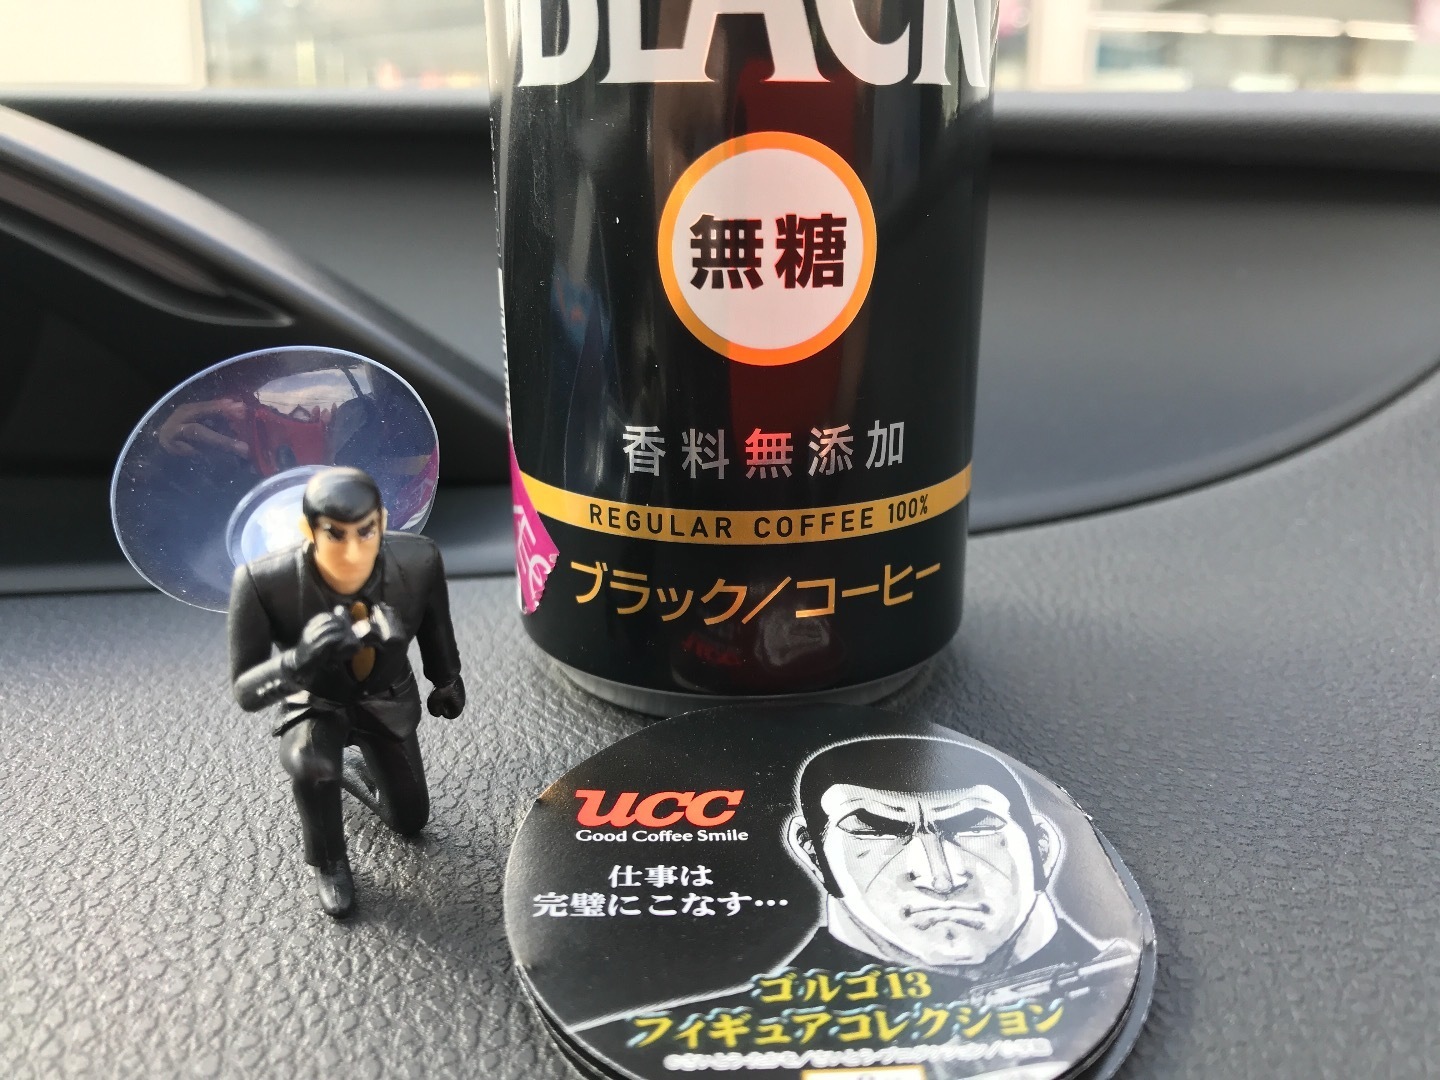 BLACK
無糖
香料無添加
REGULAR COFFEE 100%
ブラック/コーヒー
UCC
Good Coffee Smile
仕事は
完璧にこなす…
ゴルゴ13
フィギュアコレクション